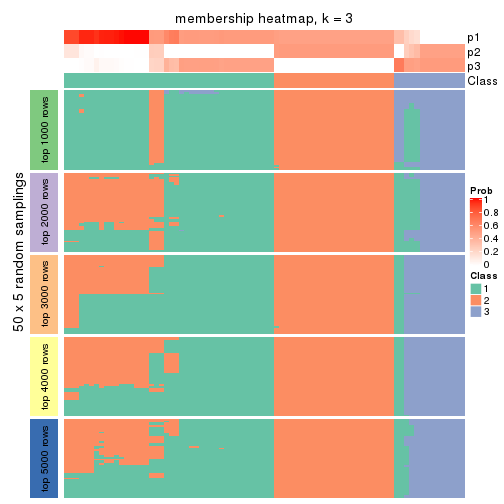 membership heatmap, k = 3
p1
p2
p3
Class
50 x 5 random samplings
top 1000 rows
top 2000 rows
top 3000 rows
top 4000 rows
top 5000 rows
Prob
1
0.8
0.6
0.4
0.2
0
Class
1
2
3